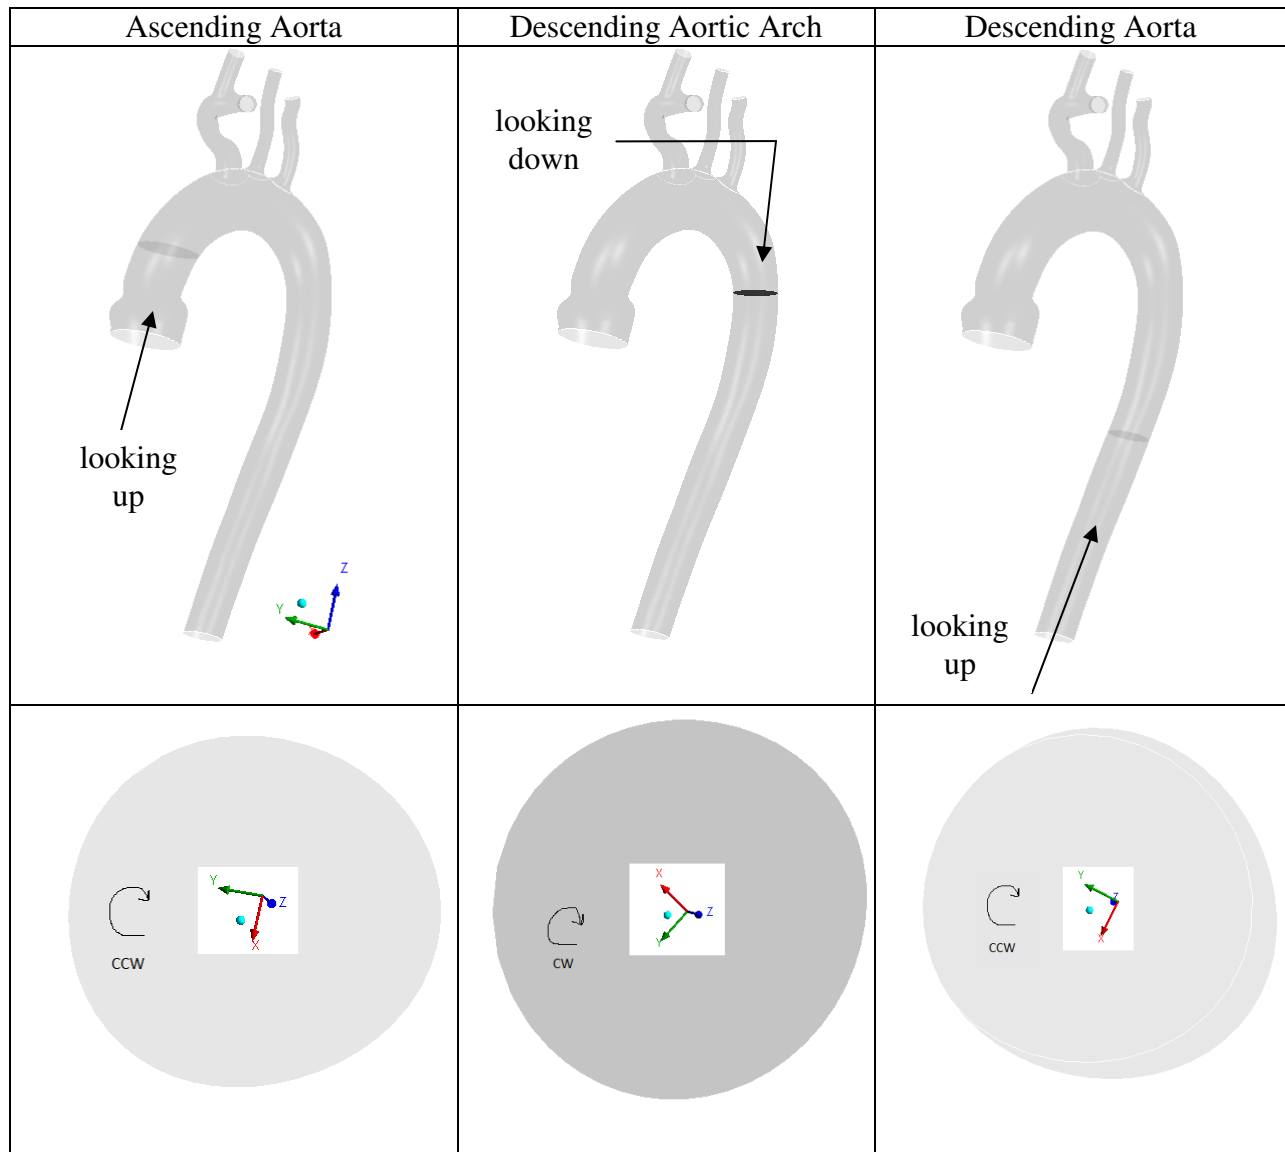 Ascending Aorta
Descending Aortic Arch
Descending Aorta
looking
up
Z
Y
looking
down
looking
up
Y
Z
X
CCW
X
Z
Y
CW
Y
Z
X
CCW